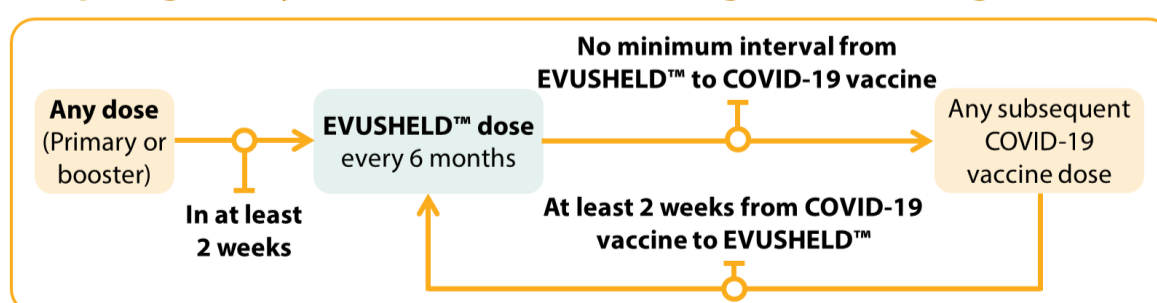 No minimum interval from
EVUSHELD™ to COVID-19 vaccine
Any dose
(Primary or
booster)
In at least
2 weeks
EVUSHELD™ dose
every 6 months
Any subsequent
COVID-19
vaccine dose
At least 2 weeks from COVID-19
vaccine to EVUSHELD™